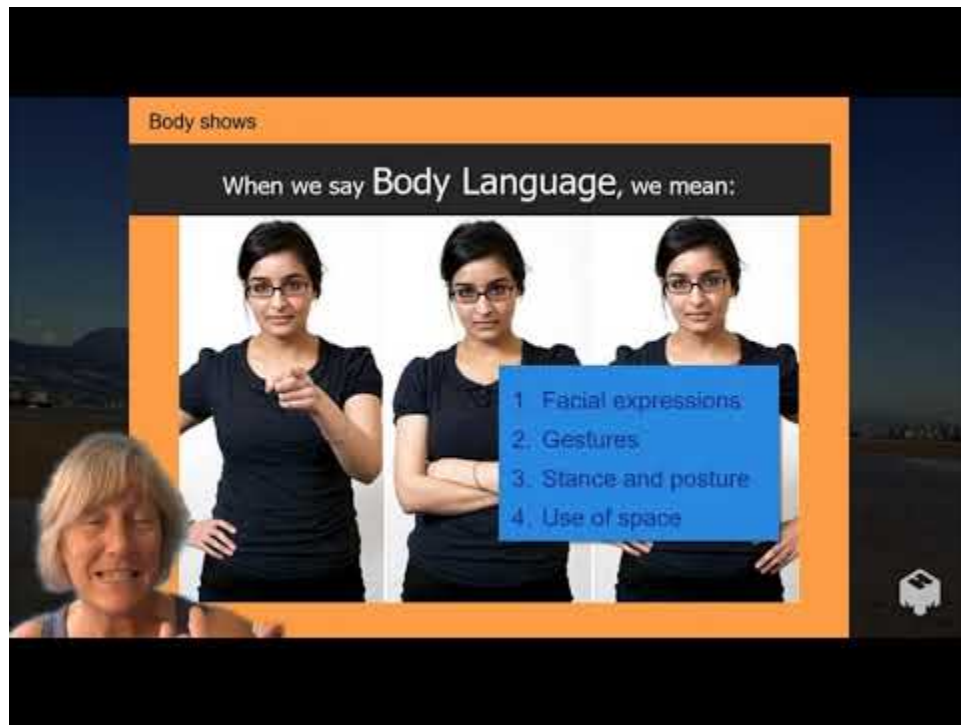 Body shows
When we say Body Language, we mean:
1 Facial expressions
2. Gestures
3. Stance and posture
4. Use of space